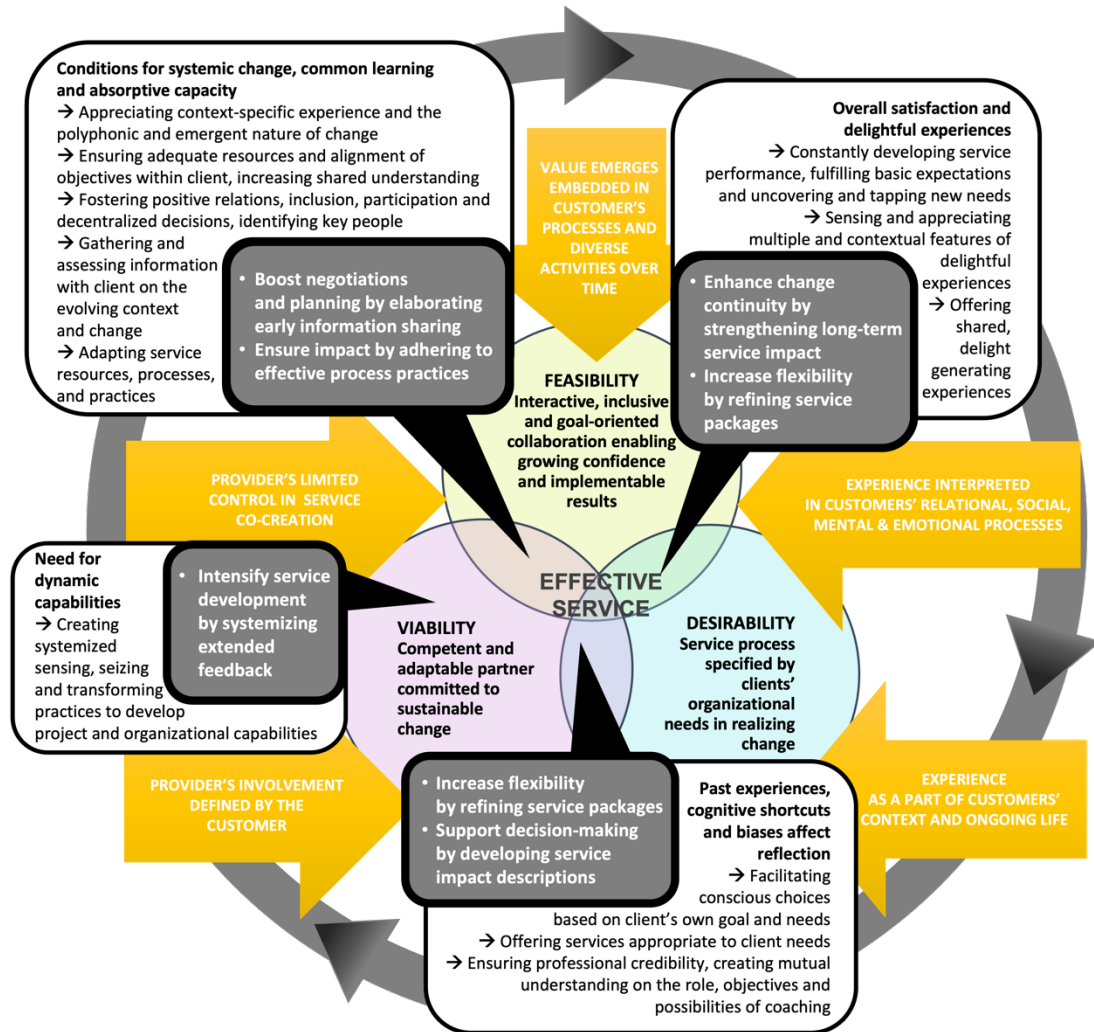 Conditions for systemic change, common learning
and absorptive capacity
→ Appreciating context-specific experience and the
polyphonic and emergent nature of change
→ Ensuring adequate resources and alignment of
objectives within client, increasing shared understanding
→ Fostering positive relations, inclusion, participation and
decentralized decisions, identifying key people
→ Gathering and
assessing information
with client on the
evolving context
and change
→ Adapting service
resources, processes,
and practices
• Boost negotiations
and planning by elaborating
early information sharing
• Ensure impact by adhering to
effective process practices
VALUE EMERGES
EMBEDDED IN
CUSTOMER'S
PROCESSES AND
DIVERSE
ACTIVITIES OVER
TIME
Overall satisfaction and
delightful experiences
→ Constantly developing service
performance, fulfilling basic expectations
and uncovering and tapping new needs
→ Sensing and appreciating
multiple and contextual features of
delightful
experiences
→ Offering
shared,
delight
generating
experiences
• Enhance change
continuity by
strengthening long-term
service impact
• Increase flexibility
by refining service
packages
FEASIBILITY
Interactive, inclusive
and goal-oriented
collaboration enabling
growing confidence
and implementable
results
PROVIDER'S LIMITED
CONTROL IN SERVICE
CO-CREATION
EXPERIENCE INTERPRETED
IN CUSTOMERS' RELATIONAL, SOCIAL,
MENTAL & EMOTIONAL PROCESSES
Need for
dynamic
capabilities
→ Creating
systemized
sensing, seizing
and transforming
practices to develop
project and organizational capabilities
• Intensify service
development
by systemizing
extended
feedback
EFFECTIVE
SERVICE
VIABILITY
Competent and
adaptable partner
committed to
sustainable
change
DESIRABILITY
Service process
specified by
clients'
organizational
needs in realizing
change
PROVIDER'S INVOLVEMENT
DEFINED BY THE
CUSTOMER
• Increase flexibility
by refining service packages
• Support decision-making
by developing service
impact descriptions
Past experiences,
cognitive shortcuts
and biases affect
reflection
→ Facilitating
conscious choices
based on client's own goal and needs
→ Offering services appropriate to client needs
→ Ensuring professional credibility, creating mutual
understanding on the role, objectives and
possibilities of coaching
EXPERIENCE
AS A PART OF CUSTOMERS'
CONTEXT AND ONGOING LIFE